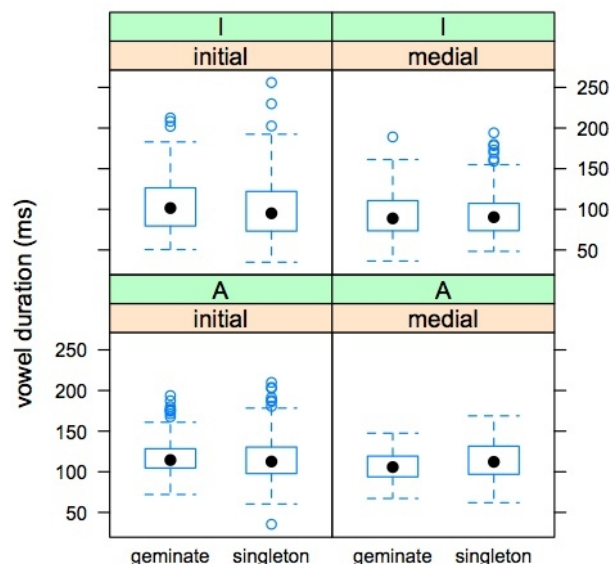 I I
initial medial
250
200
150
100
50
A A
initial medial
250
200
150
100
50
vowel duration (ms)
geminate singleton geminate singleton